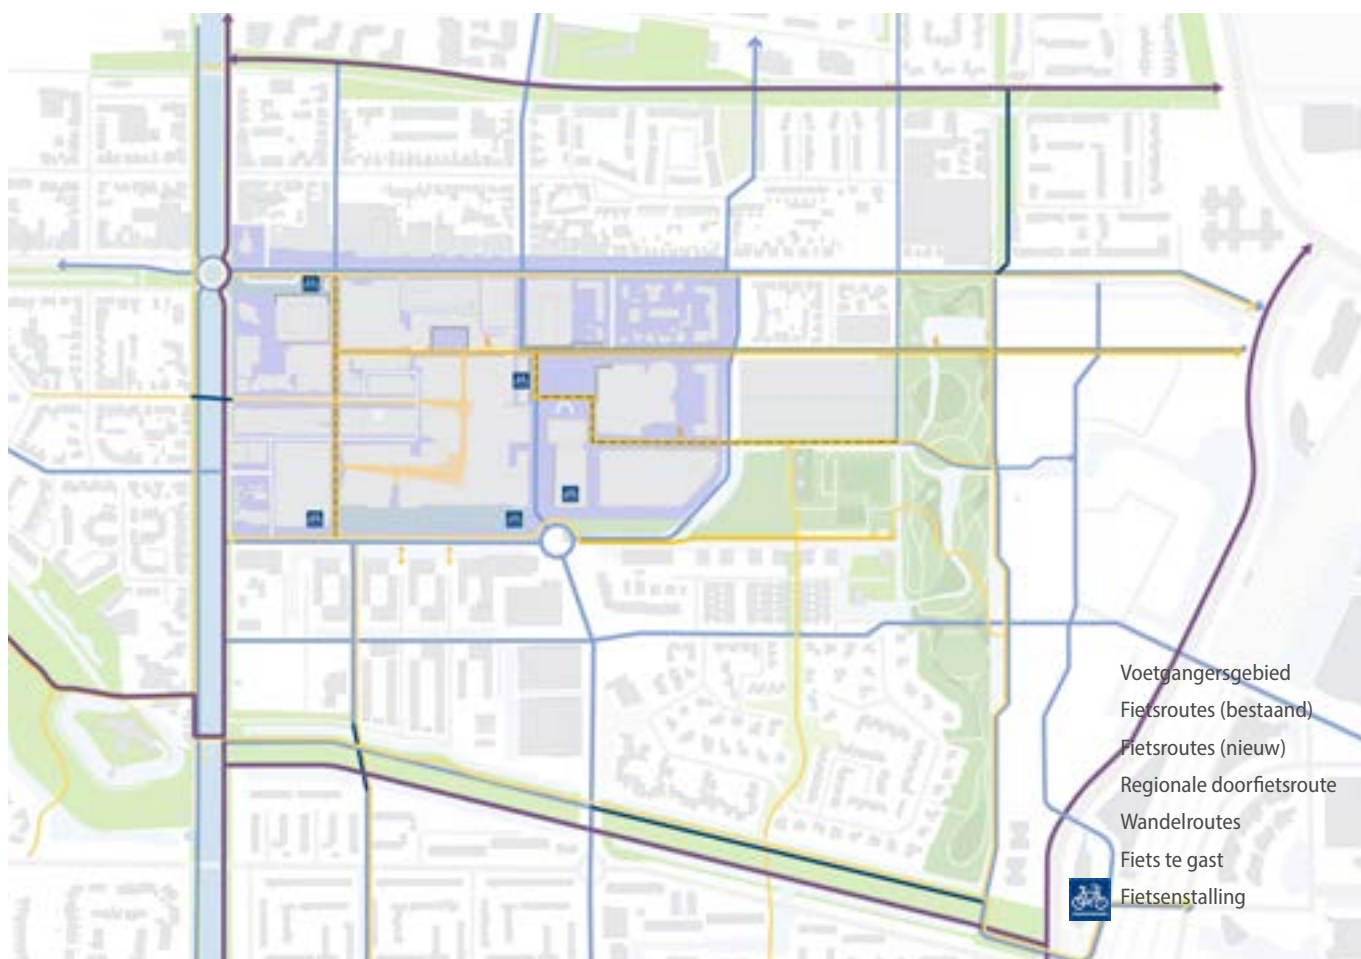 Voetgangersgebied
Fietsroutes (bestaand)
Fietsroutes (nieuw)
Regionale doorfietsroute
Wandelroutes
Fiets te gast
Fietsenstalling